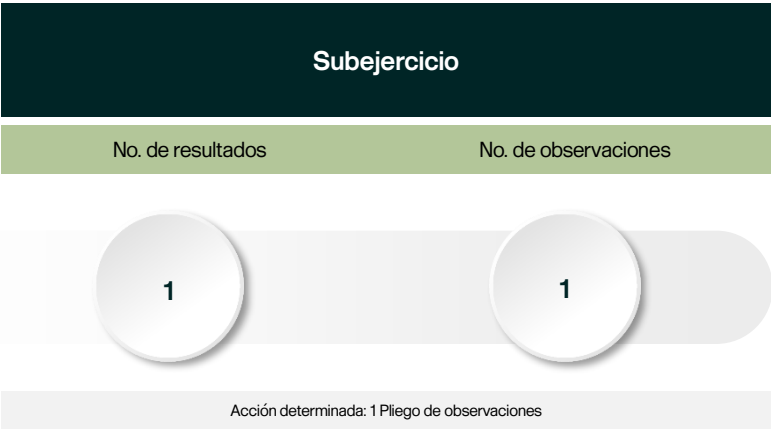 Subejercicio
No. de resultados
No. de observaciones
1
1
Acción determinada: 1 Pliego de observaciones